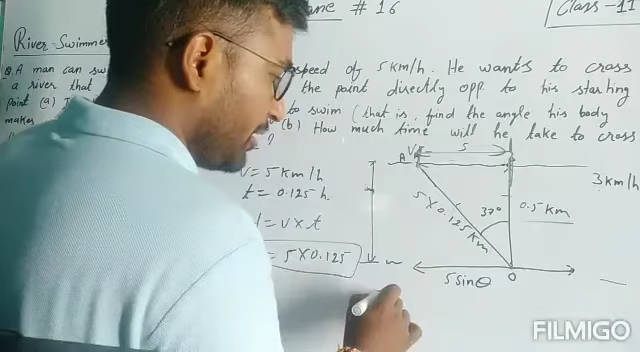 ane # 16
Class-11
River-Swimmer
Q. A man can sw speed of 5 km/h. He wants to cross
a river that the point directly opp. to his starting
point (a) I to swim (that is, find the angle his body
makes (b) How much time will he take to cross
?
v = 5 km/h
t = 0.125 h.
= v x t
= 5 x 0.125
A
5
3 km/h
5 x 0.125 km
37°
0.5 km
5 sinθ
O
FILMIGO